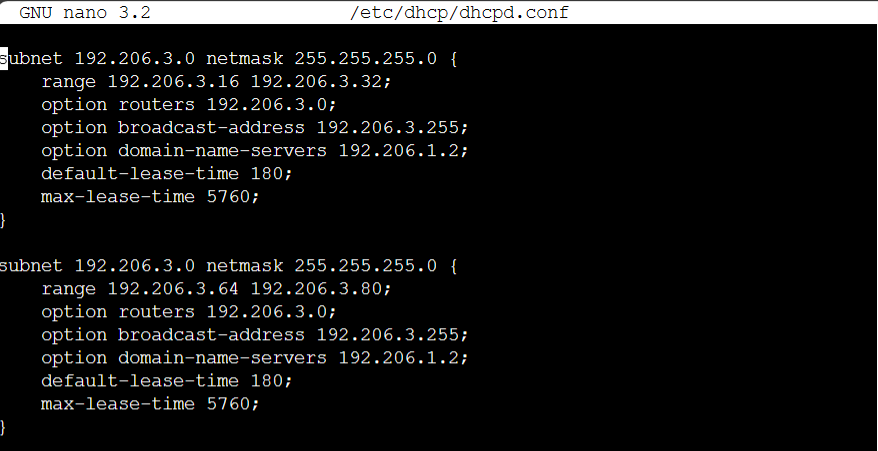 GNU nano 3.2 /etc/dhcp/dhcpd.conf
subnet 192.206.3.0 netmask 255.255.255.0 {
range 192.206.3.16 192.206.3.32;
option routers 192.206.3.0;
option broadcast-address 192.206.3.255;
option domain-name-servers 192.206.1.2;
default-lease-time 180;
max-lease-time 5760;
}
subnet 192.206.3.0 netmask 255.255.255.0 {
range 192.206.3.64 192.206.3.80;
option routers 192.206.3.0;
option broadcast-address 192.206.3.255;
option domain-name-servers 192.206.1.2;
default-lease-time 180;
max-lease-time 5760;
}